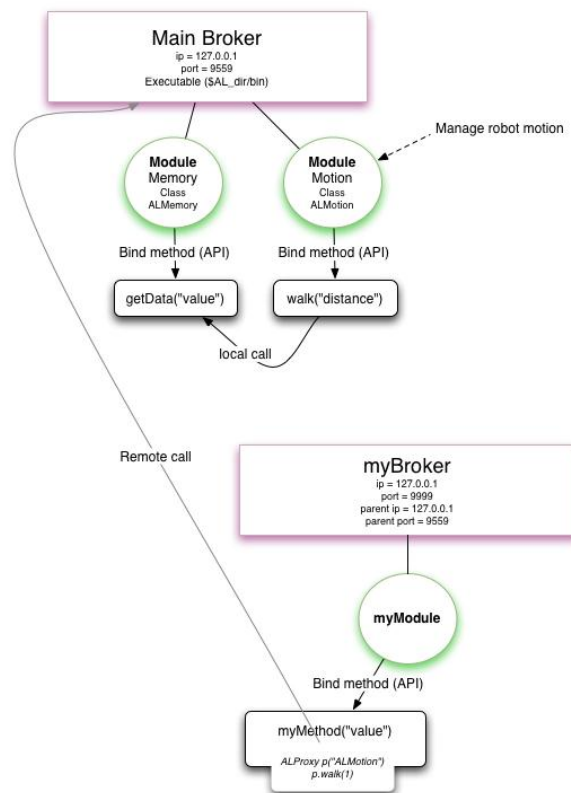 Main Broker
ip = 127.0.0.1
port = 9559
Executable ($AL_dir/bin)
Manage robot motion
Module
Memory
Class
ALMemory
Module
Motion
Class
ALMotion
Bind method (API)
Bind method (API)
getData("value")
walk("distance")
local call
Remote call
myBroker
ip = 127.0.0.1
port = 9999
parent ip = 127.0.0.1
parent port = 9559
myModule
Bind method (API)
myMethod("value")
ALProxy p("ALMotion")
p.walk(1)